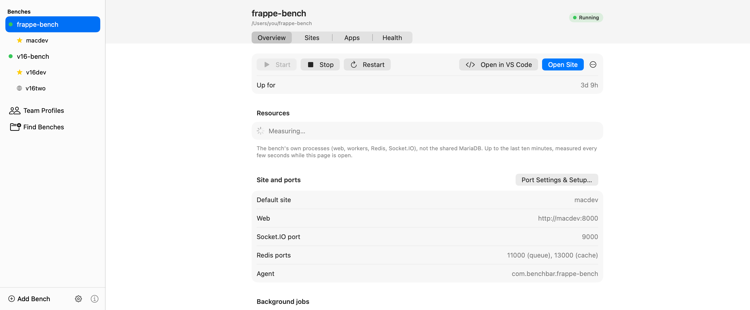 Benches
frappe-bench
macdev
v16-bench
v16dev
v16two
Team Profiles
Find Benches
Add Bench
frappe-bench
/Users/you/frappe-bench
Running
Overview
Sites
Apps
Health
Start
Stop
Restart
Open in VS Code
Open Site
Up for
3d 9h
Resources
Measuring...
The bench's own processes (web, workers, Redis, Socket.IO), not the shared MariaDB. Up to the last ten minutes, measured every
few seconds while this page is open.
Site and ports
Port Settings & Setup...
Default site
macdev
Web
http://macdev:8000
Socket.IO port
9000
Redis ports
11000 (queue), 13000 (cache)
Agent
com.benchbar.frappe-bench
Background jobs